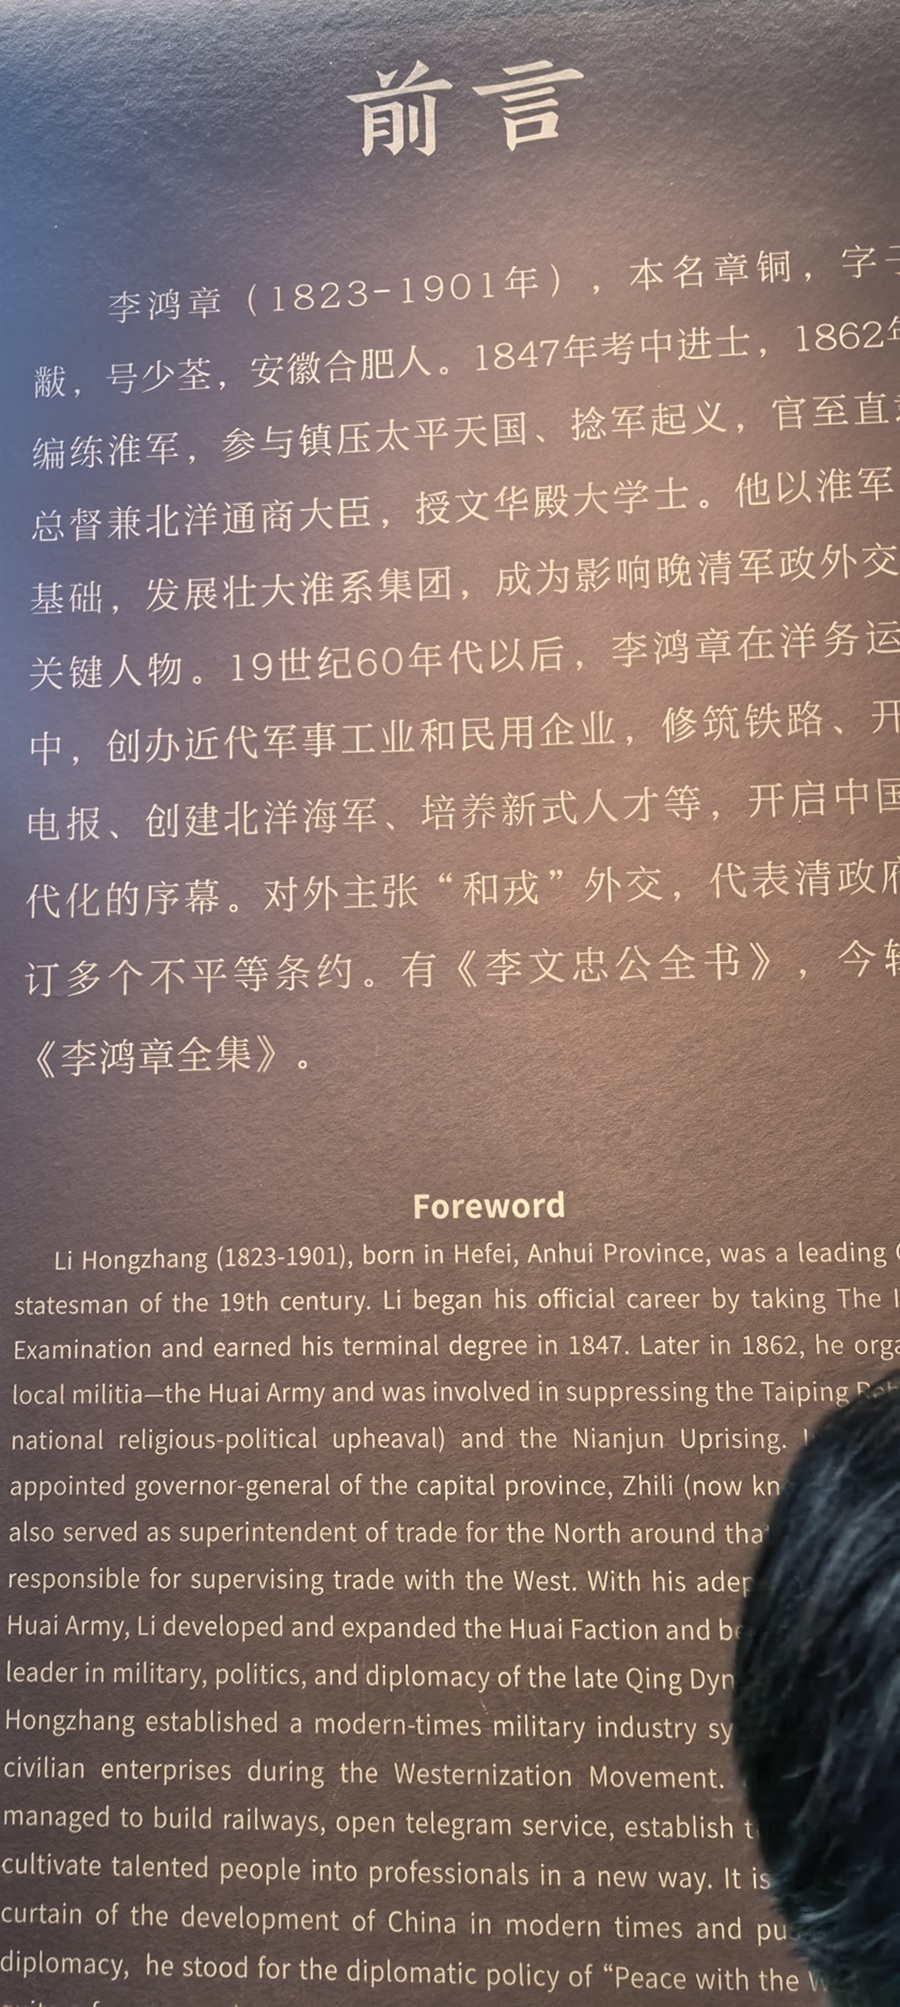 前言
李鸿章（1823-1901年），本名章铜，字
黻，号少荃，安徽合肥人。1847年考中进士，1862年
编练淮军，参与镇压太平天国、捻军起义，官至直
总督兼北洋通商大臣，授文华殿大学士。他以淮军
基础，发展壮大淮系集团，成为影响晚清军政外交
关键人物。19世纪60年代以后，李鸿章在洋务运
中，创办近代军事工业和民用企业，修筑铁路、开
电报、创建北洋海军、培养新式人才等，开启中国
代化的序幕。对外主张“和戎”外交，代表清政府
订多个不平等条约。有《李文忠公全书》，今
《李鸿章全集》。
Foreword
Li Hongzhang (1823-1901), born in Hefei, Anhui Province, was a leading
statesman of the 19th century. Li began his official career by taking The
Examination and earned his terminal degree in 1847. Later in 1862, he
local militia—the Huai Army and was involved in suppressing the Taiping
national religious-political upheaval) and the Nianjun Uprising.
appointed governor-general of the capital province, Zhili (now
also served as superintendent of trade for the North around
responsible for supervising trade with the West. With his
Huai Army, Li developed and expanded the Huai Faction and
leader in military, politics, and diplomacy of the late Qing
Hongzhang established a modern-times military industry
civilian enterprises during the Westernization Movement.
managed to build railways, open telegram service, establish
cultivate talented people into professionals in a new way. It is
curtain of the development of China in modern times and
diplomacy, he stood for the diplomatic policy of “Peace with the